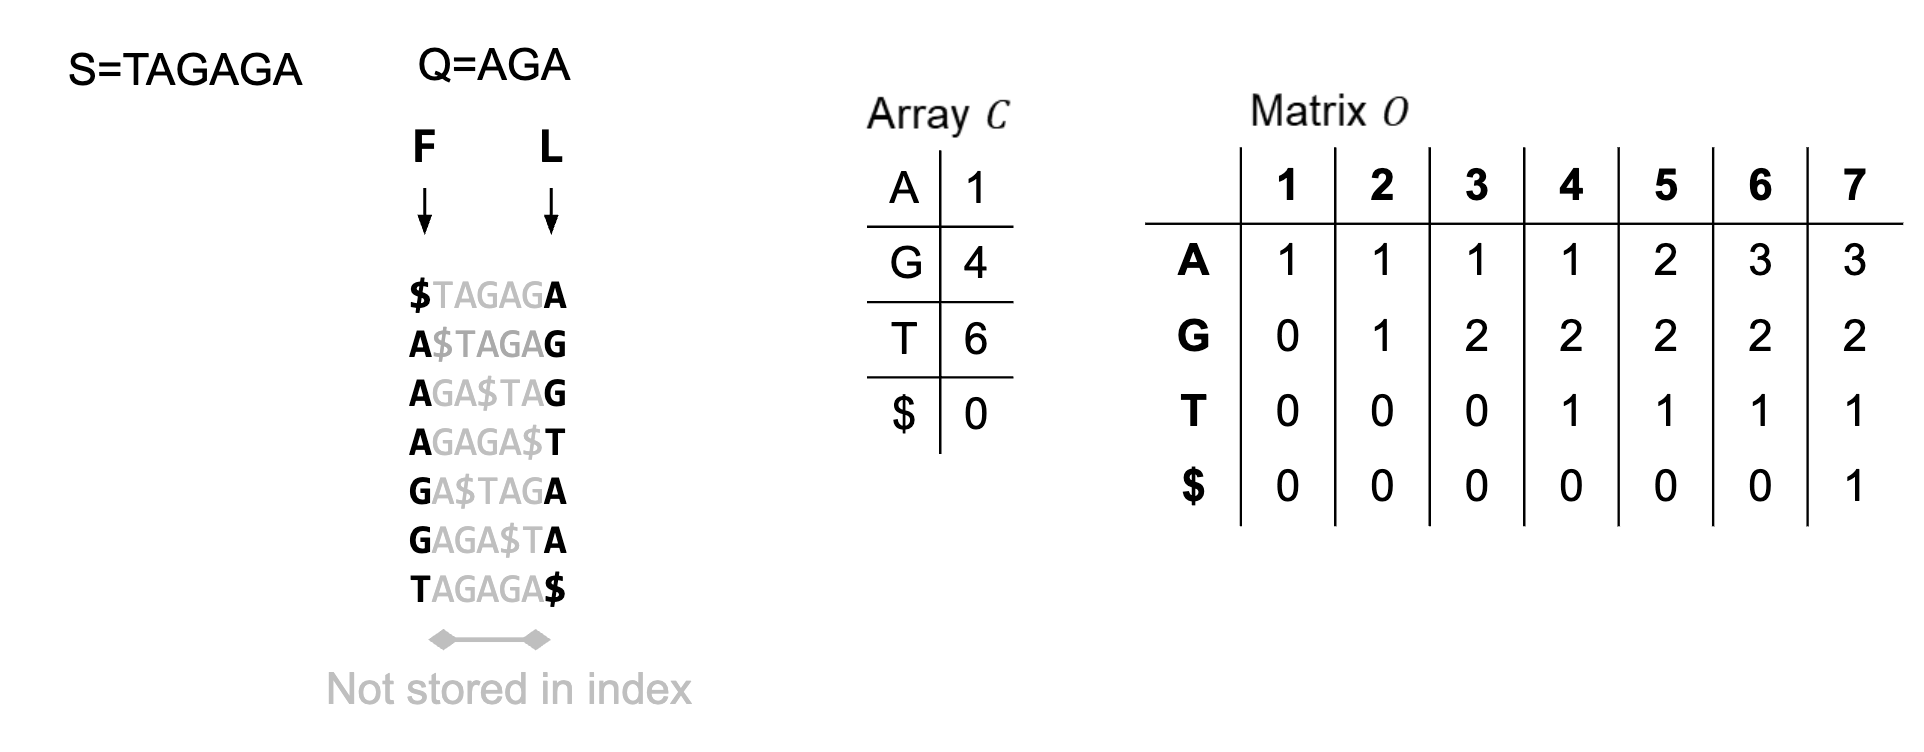 S=TAGAGA
Q=AGA
F L
$TAGAGA
A$TAGAG
AGA$TAG
AGAGA$T
GA$TAGA
GAGA$TA
TAGAGA$
Not stored in index
Array C
A 1
G 4
T 6
$ 0
Matrix O
1 2 3 4 5 6 7
A 1 1 1 1 2 3 3
G 0 1 2 2 2 2 2
T 0 0 0 1 1 1 1
$ 0 0 0 0 0 0 1